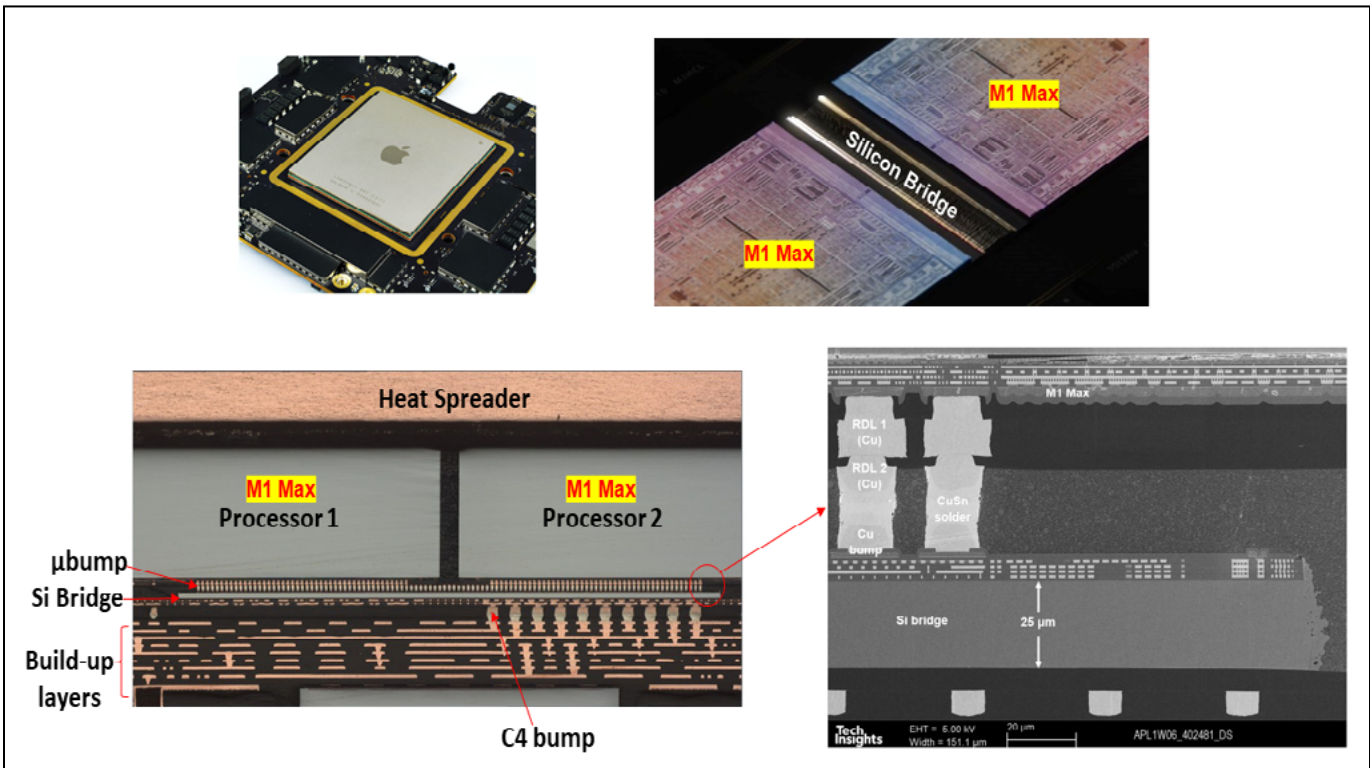 M1 Max
Silicon Bridge
M1 Max
Heat Spreader
M1 Max
Processor 1
M1 Max
Processor 2
µbump
Si Bridge
Build-up
layers
C4 bump
M1 Max
RDL 1
(Cu)
RDL 2
(Cu)
CuSn
solder
Cu
bump
Si bridge
25 µm
Tech
Insights
EHT = 5.00 kV
Width = 151.1 µm
20 µm
APL1W06_402481_DS